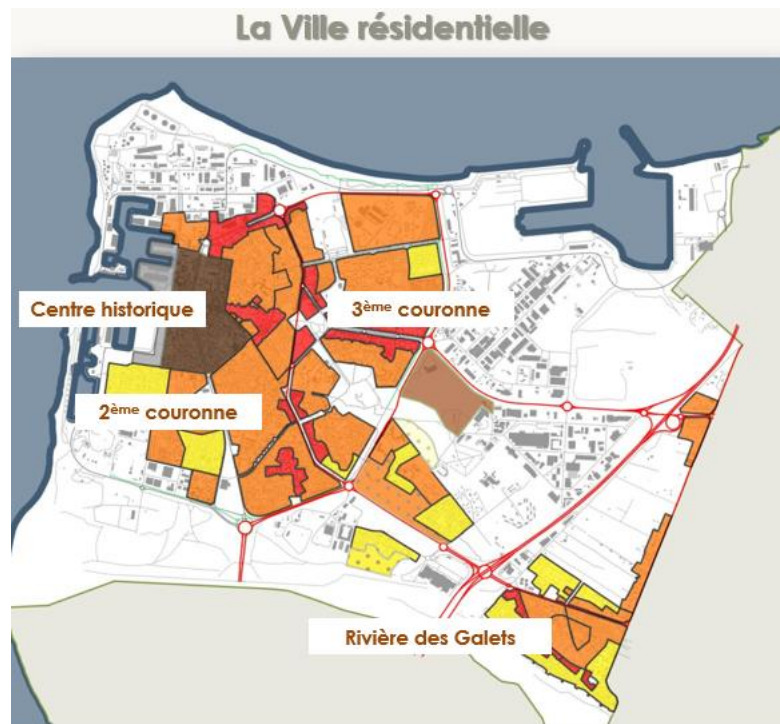 La Ville résidentielle
Centre historique
3ème couronne
2ème couronne
Rivière des Galets